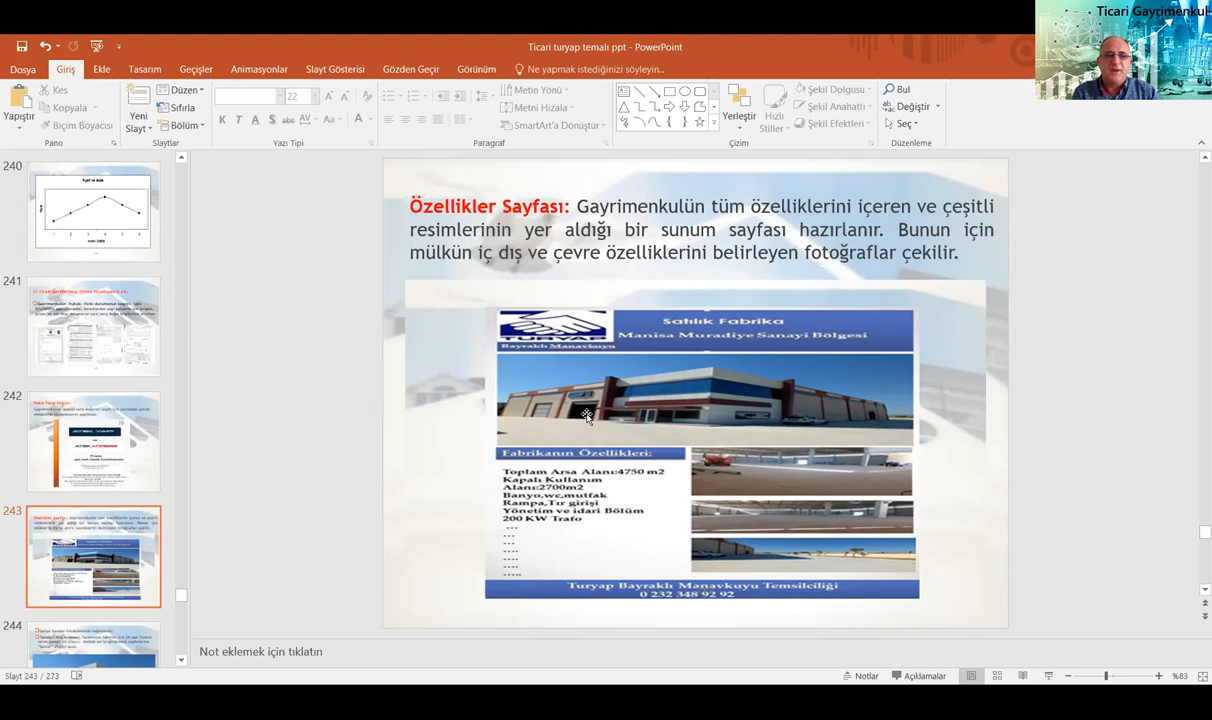 Ticari Gayrimenkul
Ticari turyap temalı ppt - PowerPoint
Dosya Giriş Ekle Tasarım Geçişler Animasyonlar Slayt Gösterisi Gözden Geçir Görünüm Ne yapmak istediğinizi söyleyin...
Yapıştır
Kes
Kopyala
Biçim Boyacısı
Pano
Yeni
Slayt
Düzen
Sıfırla
Bölüm
Slaytlar
22
K T A S abc AV Aa A
Yazı Tipi
Metin Yönü
Metni Hizala
SmartArt'a Dönüştür
Paragraf
Yerleştir
Hızlı
Stiller
Şekil Dolgusu
Şekil Anahattı
Şekil Efektleri
Çizim
Bul
Değiştir
Seç
Düzenleme
240
241
242
243
244
Özellikler Sayfası: Gayrimenkulün tüm özelliklerini içeren ve çeşitli
resimlerinin yer aldığı bir sunum sayfası hazırlanır. Bunun için
mülkün iç dış ve çevre özelliklerini belirleyen fotoğraflar çekilir.
TURYAP
Bayraklı Manavkuyu
Satılık Fabrika
Manisa Muradiye Sanayi Bölgesi
Fabrikanın Özellikleri:
Toplam Arsa Alanı:4750 m2
Kapalı Kullanım
Alanı:2700m2
Banyo,wc,mutfak
Rampa,Tır girişi
Yönetim ve idari Bölüm
200 KW Trafo
---
---
---
----
----
----
-----
Turyap Bayraklı Manavkuyu Temsilciliği
0 232 348 92 92
Not eklemek için tıklatın
Slayt 243 / 273
Notlar
Açıklamalar
%83